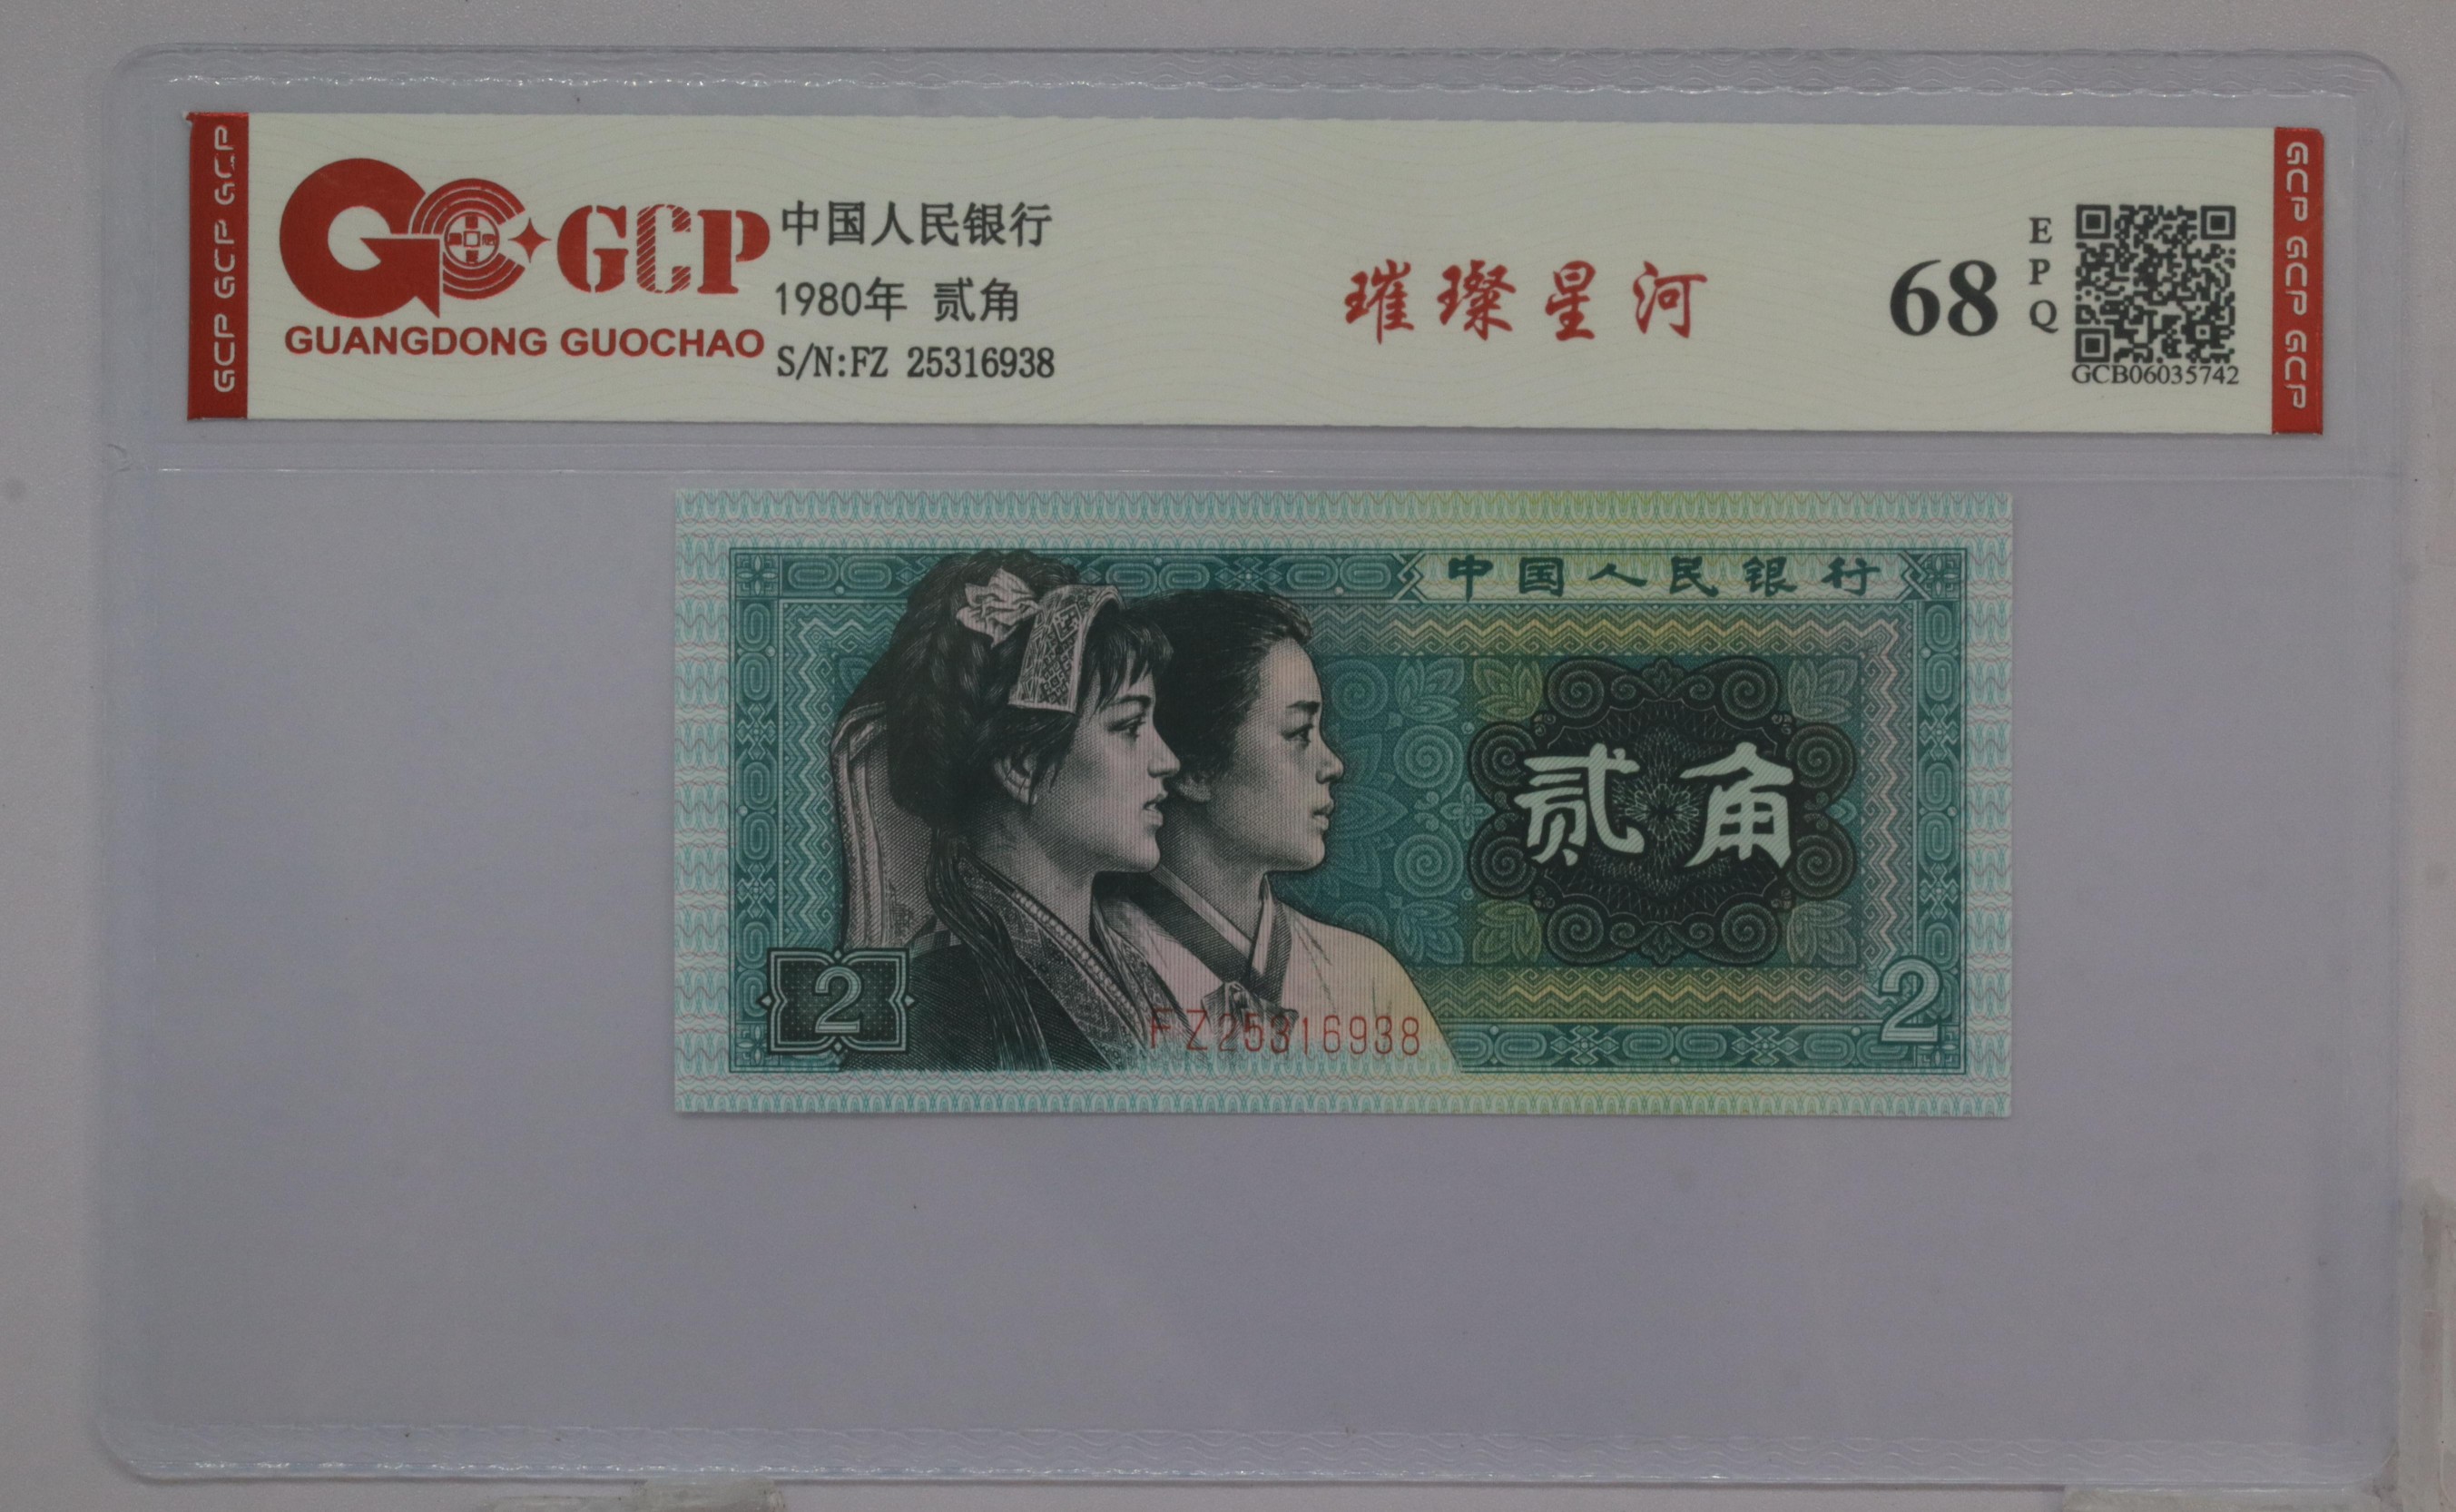 GCP GCP GCP
GCP
GUANGDONG GUOCHAO
中国人民银行
1980年 贰角
S/N:FZ 25316938
璀璨星河
68
EPQ
GCB06035742
GCP GCP GCP
中国人民银行
贰角
2
FZ25316938
2